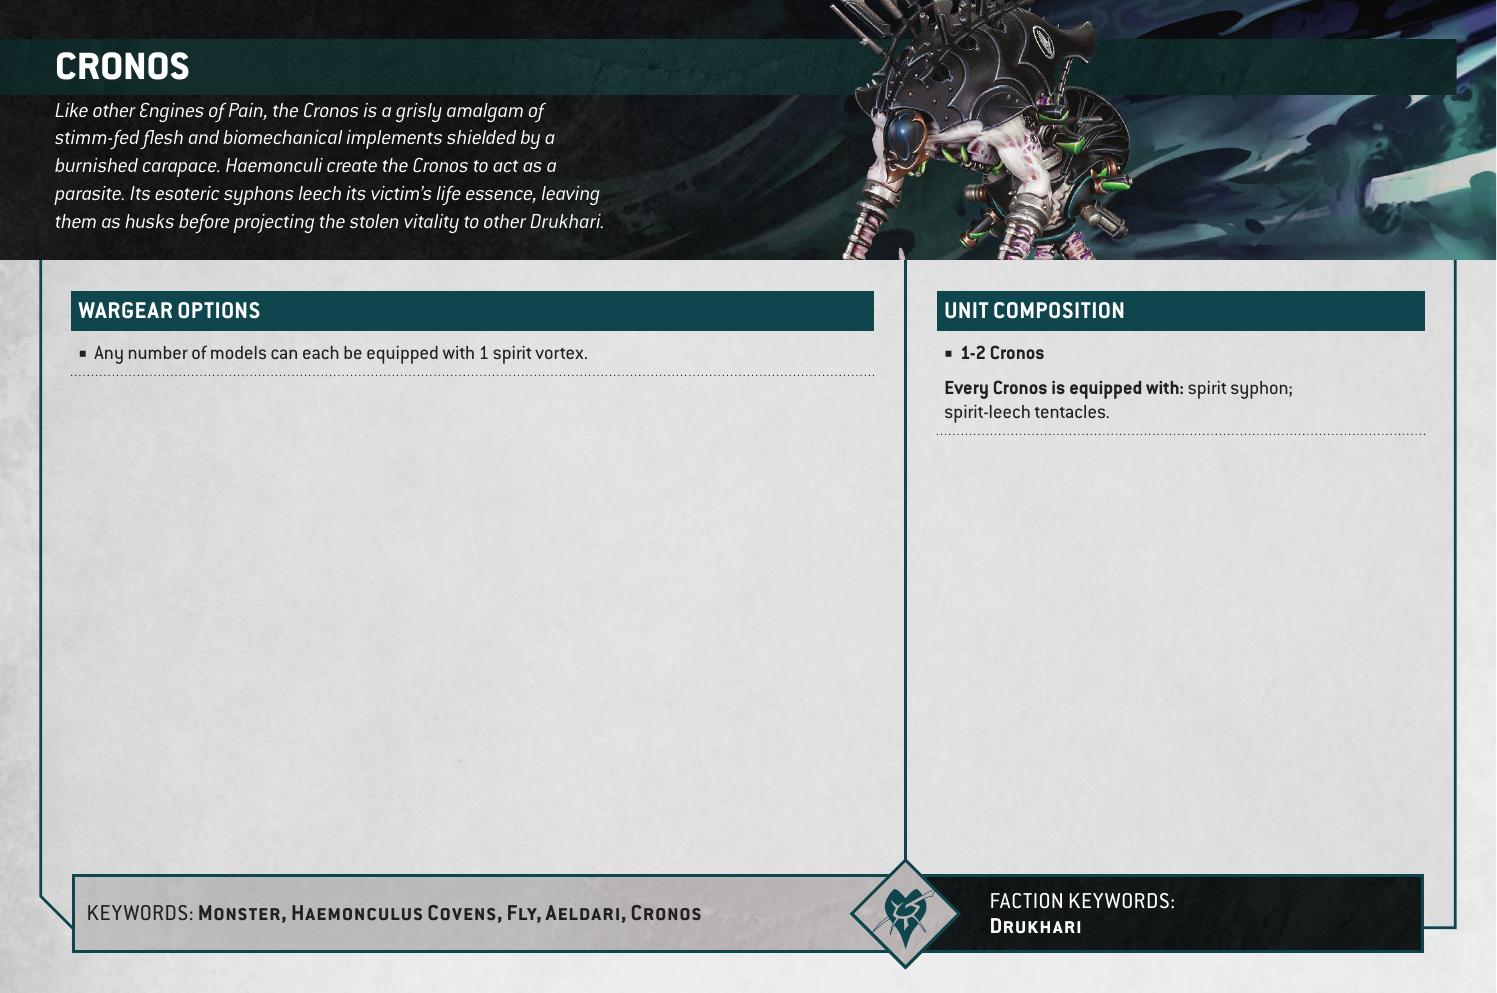 CRONOS
Like other Engines of Pain, the Cronos is a grisly amalgam of
stimm-fed flesh and biomechanical implements shielded by a
burnished carapace. Haemonculi create the Cronos to act as a
parasite. Its esoteric syphons leech its victim's life essence, leaving
them as husks before projecting the stolen vitality to other Drukhari.
WARGEAR OPTIONS
▪ Any number of models can each be equipped with 1 spirit vortex.
UNIT COMPOSITION
▪ 1-2 Cronos
Every Cronos is equipped with: spirit syphon;
spirit-leech tentacles.
KEYWORDS: Monster, Haemonculus Covens, Fly, Aeldari, Cronos
FACTION KEYWORDS:
Drukhari